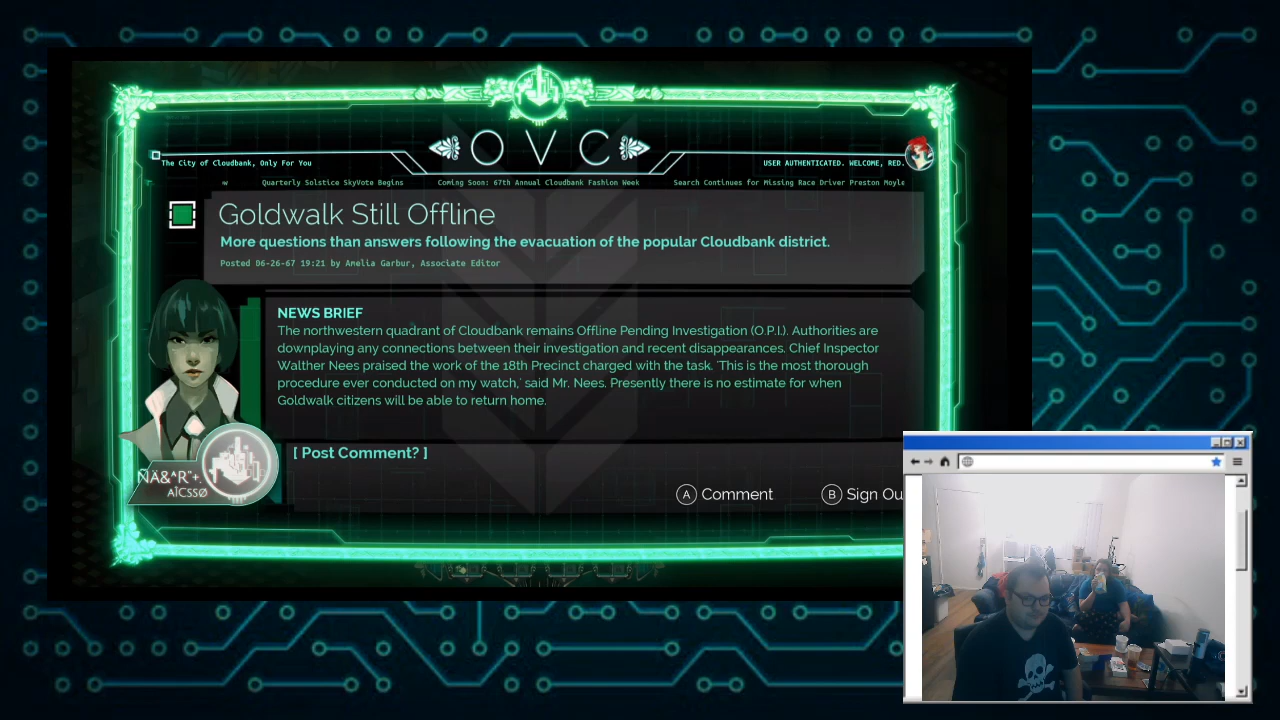 OVC
The City of Cloudbank, Only For You
USER AUTHENTICATED. WELCOME, RED.
Quarterly Solstice SkyVote Begins Coming Soon: 67th Annual Cloudbank Fashion Week Search Continues for Missing Race Driver Preston Moyle
Goldwalk Still Offline
More questions than answers following the evacuation of the popular Cloudbank district.
Posted 06-26-67 19:21 by Amelia Garbur, Associate Editor
NEWS BRIEF
The northwestern quadrant of Cloudbank remains Offline Pending Investigation (O.P.I.). Authorities are
downplaying any connections between their investigation and recent disappearances. Chief Inspector
Walther Nees praised the work of the 18th Precinct charged with the task. 'This is the most thorough
procedure ever conducted on my watch,' said Mr. Nees. Presently there is no estimate for when
Goldwalk citizens will be able to return home.
[ Post Comment? ]
A Comment B Sign Ou